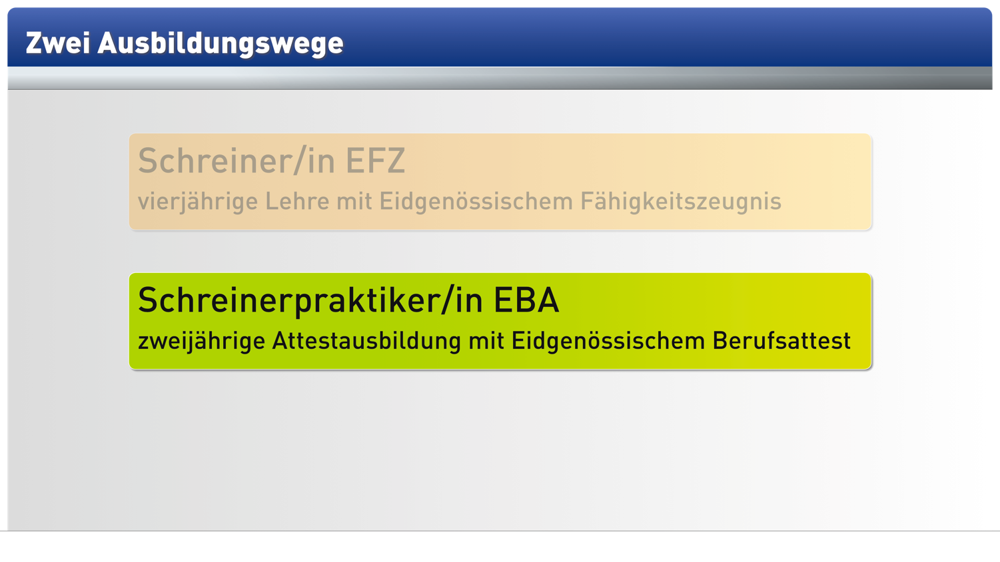 Zwei Ausbildungswege
Schreiner/in EFZ
vierjährige Lehre mit Eidgenössischem Fähigkeitszeugnis
Schreinerpraktiker/in EBA
zweijährige Attestausbildung mit Eidgenössischem Berufsattest